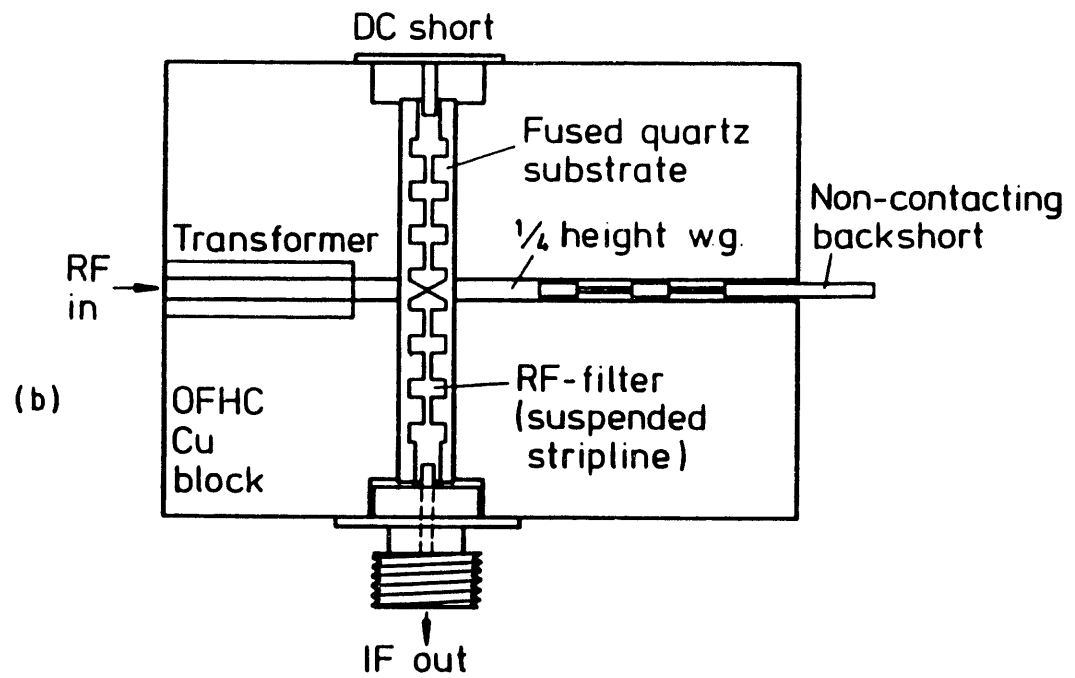 DC short
Fused quartz
substrate
Non-contacting
backshort
1/4 height w.g.
Transformer
RF
in
(b)
OFHC
Cu
block
RF-filter
(suspended
stripline)
IF out